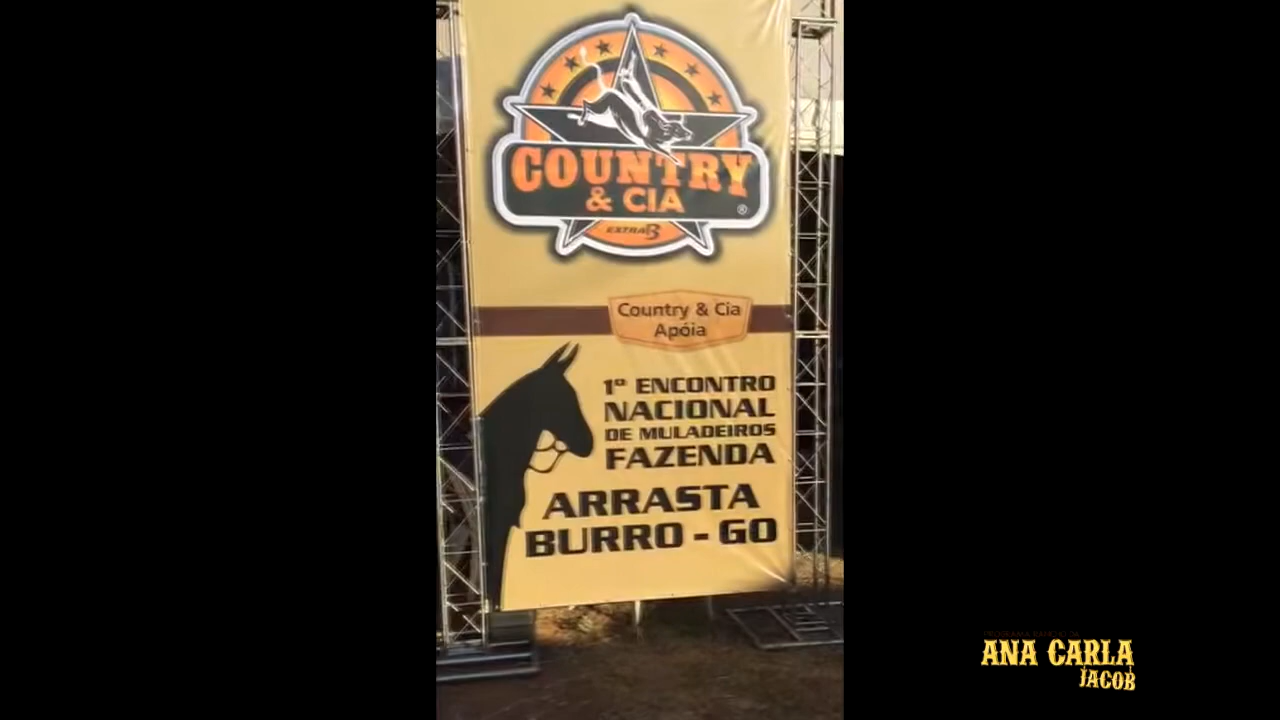 COUNTRY
& CIA
®
EXTRA B
Country & Cia
Apóia
1º ENCONTRO
NACIONAL
DE MULADEIROS
FAZENDA
ARRASTA
BURRO - GO
ANA CARLA
JACOB